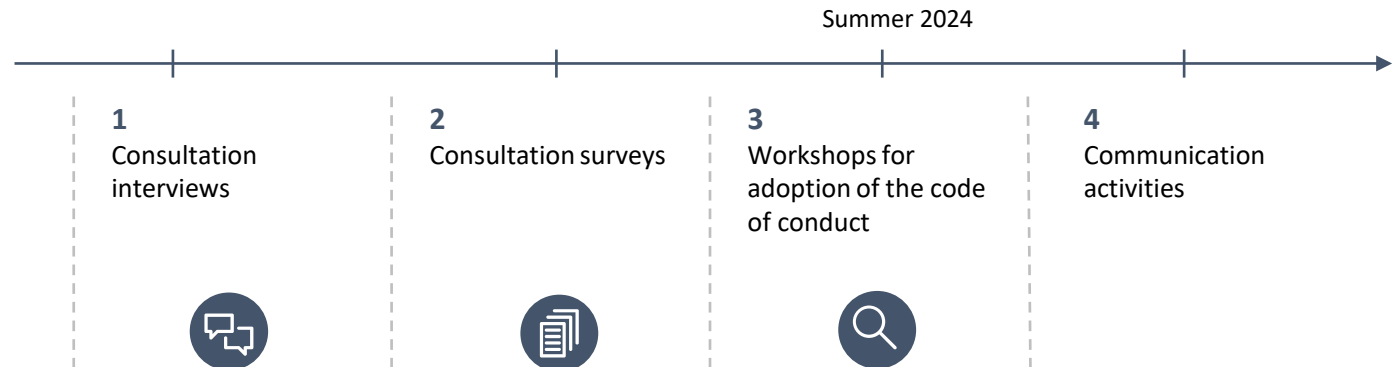 Summer 2024
1
Consultation
interviews
2
Consultation surveys
3
Workshops for
adoption of the code
of conduct
4
Communication
activities